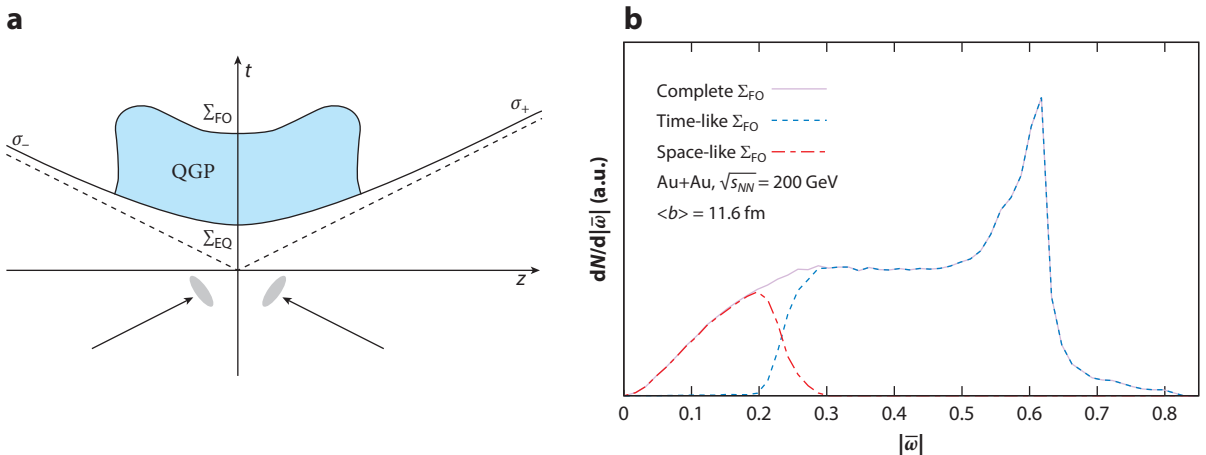 a
t
Σ_FO
σ_+
σ_−
QGP
Σ_EQ
z
b
Complete Σ_FO
Time-like Σ_FO
Space-like Σ_FO
Au+Au, √s_NN = 200 GeV
<b> = 11.6 fm
dN/d|ω̅| (a.u.)
0 0.1 0.2 0.3 0.4 0.5 0.6 0.7 0.8
|ω̅|